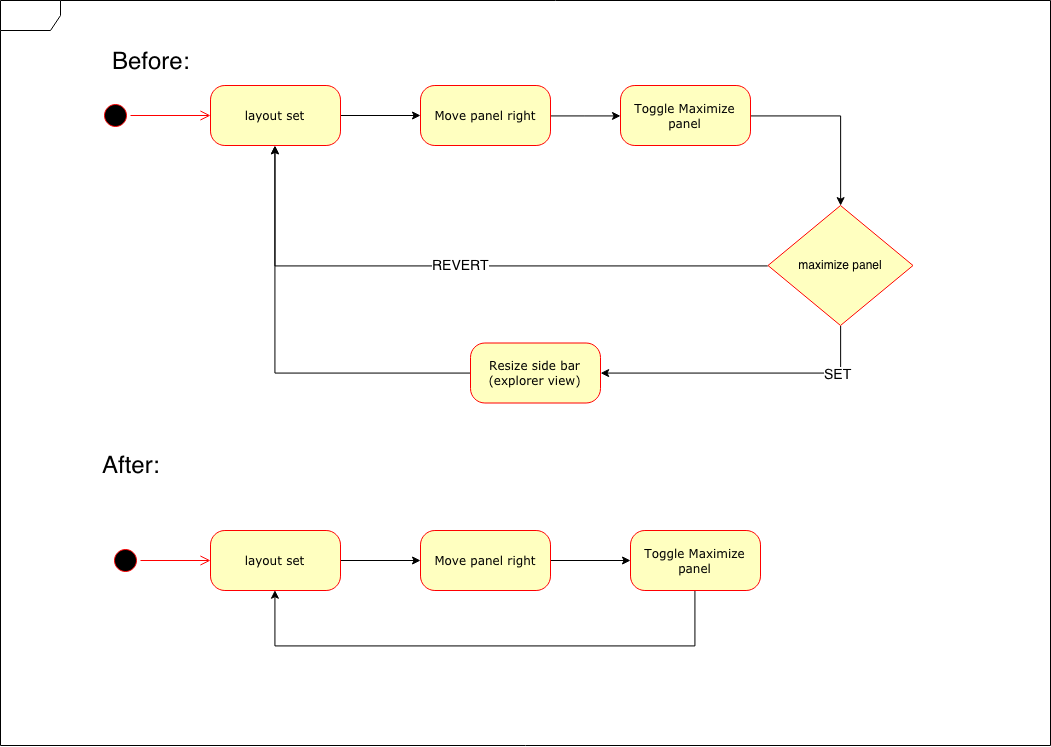 Before:
layout set
Move panel right
Toggle Maximize
panel
maximize panel
REVERT
Resize side bar
(explorer view)
SET
After:
layout set
Move panel right
Toggle Maximize
panel